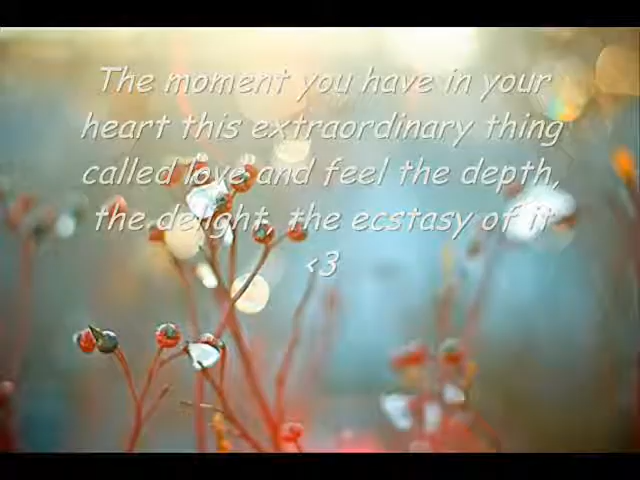 The moment you have in your
heart this extraordinary thing
called love and feel the depth,
the delight, the ecstasy of it
<3